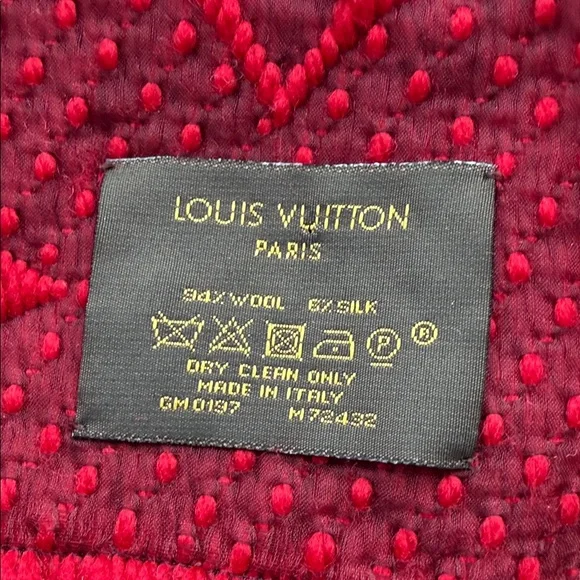 LOUIS VUITTON
PARIS
94% WOOL 6% SILK
P ®
DRY CLEAN ONLY
MADE IN ITALY
GM0197 M72432